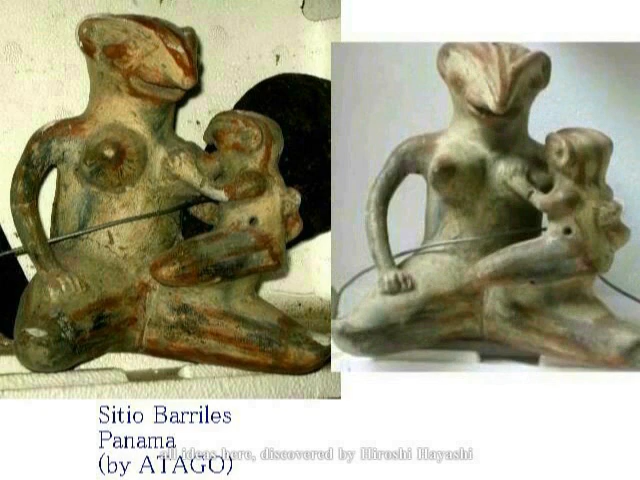 Sitio Barriles
Panama
(by ATAGO)
all ideas here, discovered by Hiroshi Hayashi